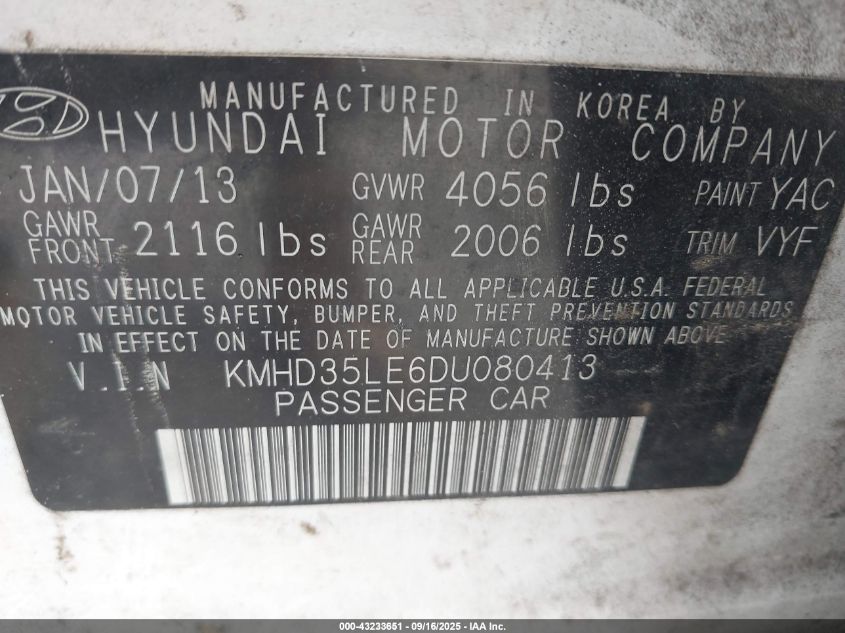 MANUFACTURED IN KOREA BY
HYUNDAI MOTOR COMPANY
JAN/07/13 GVWR 4056 lbs PAINT YAC
GAWR FRONT 2116 lbs GAWR REAR 2006 lbs TRIM VYF
THIS VEHICLE CONFORMS TO ALL APPLICABLE U.S.A. FEDERAL
MOTOR VEHICLE SAFETY, BUMPER, AND THEFT PREVENTION STANDARDS
IN EFFECT ON THE DATE OF MANUFACTURE SHOWN ABOVE
V.I.N KMHD35LE6DU080413
PASSENGER CAR
000-43233651 - 09/16/2025 - IAA Inc.